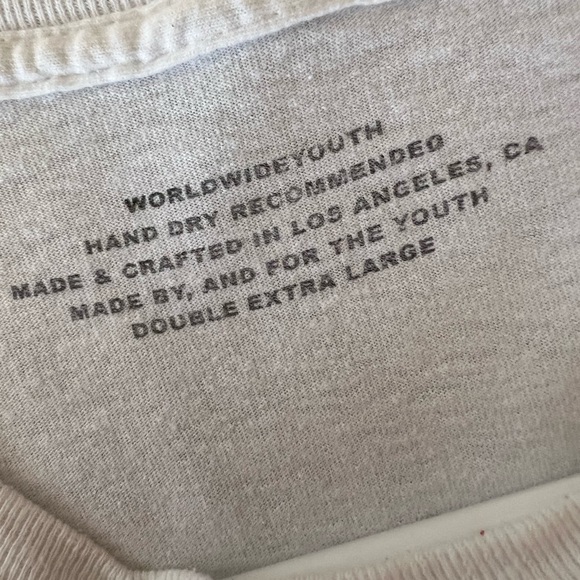 WORLDWIDEYOUTH
HAND DRY RECOMMENDED
MADE & CRAFTED IN LOS ANGELES, CA
MADE BY, AND FOR THE YOUTH
DOUBLE EXTRA LARGE